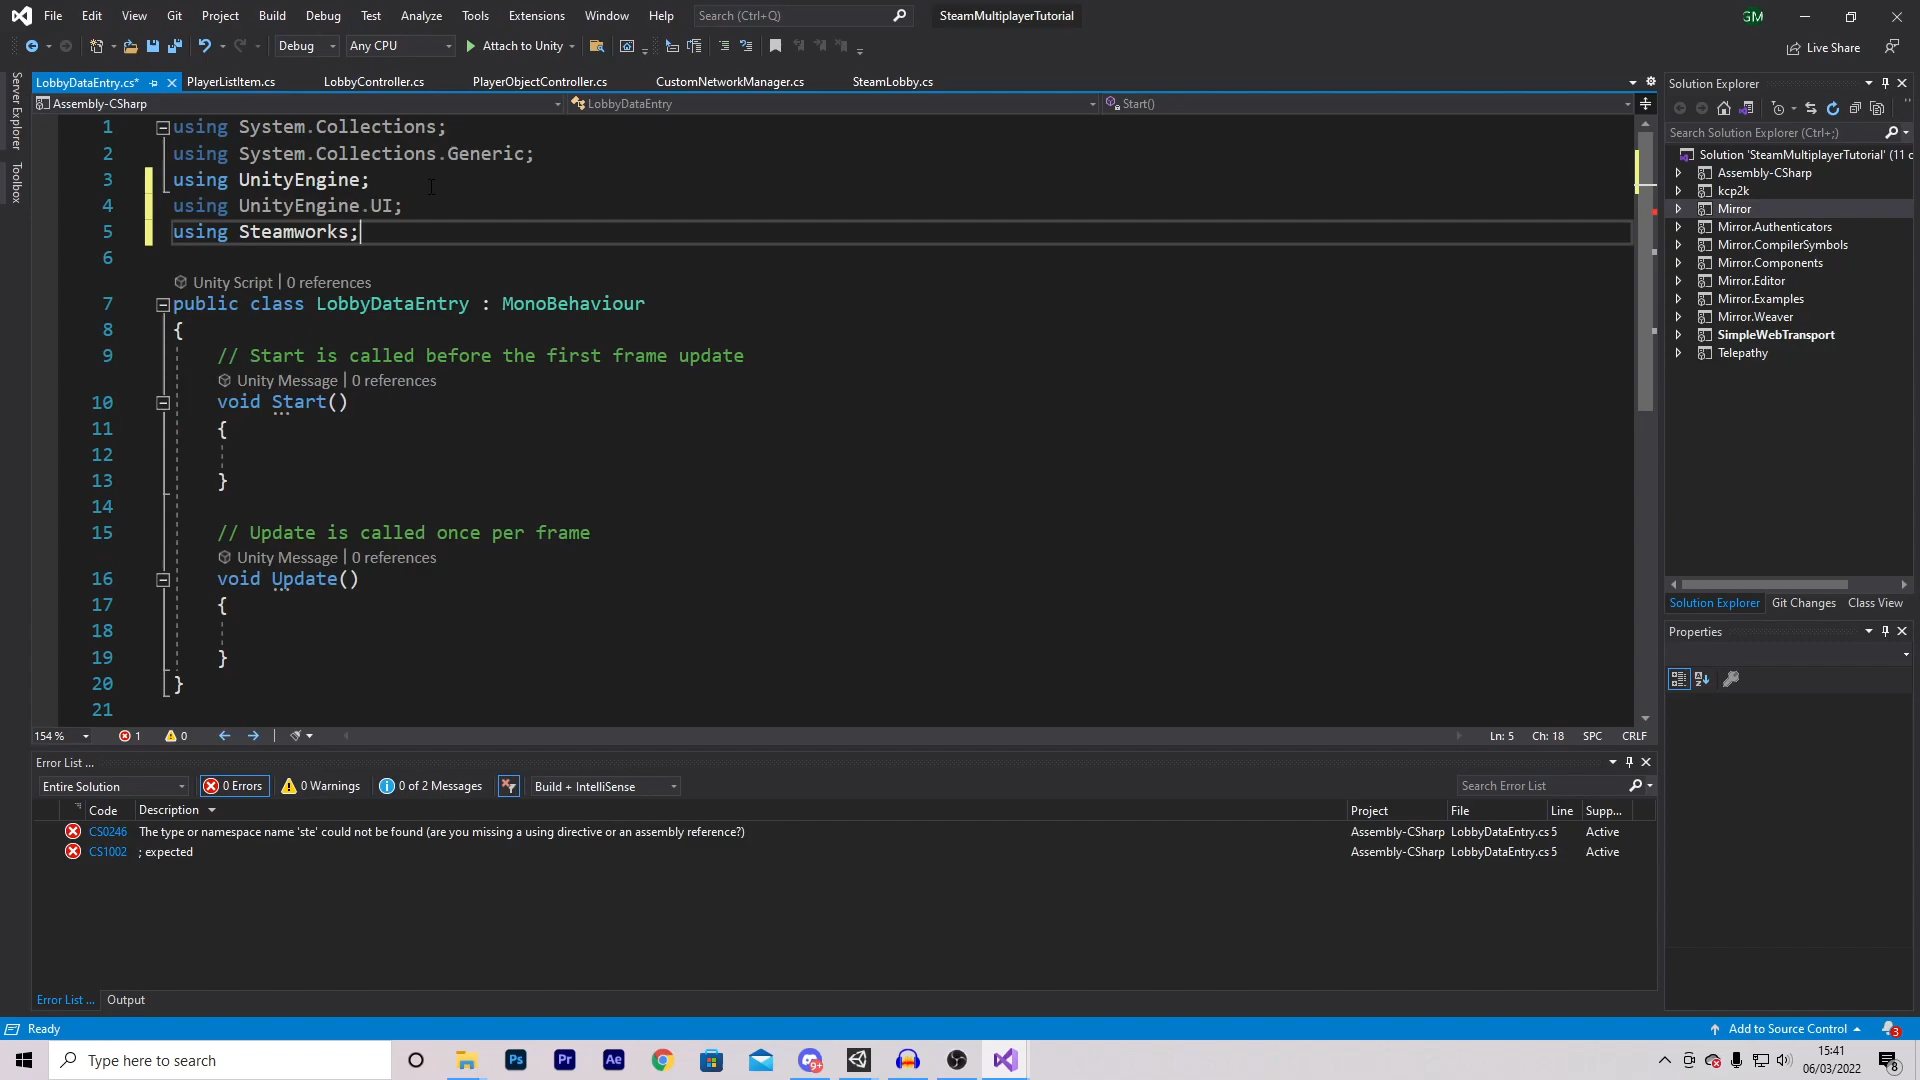 File Edit View Git Project Build Debug Test Analyze Tools Extensions Window Help Search (Ctrl+Q) SteamMultiplayerTutorial GM
Debug Any CPU Attach to Unity Live Share
Server Explorer
Toolbox
LobbyDataEntry.cs* PlayerListItem.cs LobbyController.cs PlayerObjectController.cs CustomNetworkManager.cs SteamLobby.cs
Assembly-CSharp LobbyDataEntry Start()
1 using System.Collections;
2 using System.Collections.Generic;
3 using UnityEngine;
4 using UnityEngine.UI;
5 using Steamworks;
6
Unity Script | 0 references
7 public class LobbyDataEntry : MonoBehaviour
8 {
9 // Start is called before the first frame update
Unity Message | 0 references
10 void Start()
11 {
12
13 }
14
15 // Update is called once per frame
Unity Message | 0 references
16 void Update()
17 {
18
19 }
20 }
21
154 % 1 0 Ln: 5 Ch: 18 SPC CRLF
Error List ...
Entire Solution 0 Errors 0 Warnings 0 of 2 Messages Build + IntelliSense Search Error List
Code Description Project File Line Supp...
CS0246 The type or namespace name 'ste' could not be found (are you missing a using directive or an assembly reference?) Assembly-CSharp LobbyDataEntry.cs 5 Active
CS1002 ; expected Assembly-CSharp LobbyDataEntry.cs 5 Active
Error List ... Output
Solution Explorer
Search Solution Explorer (Ctrl+;)
Solution 'SteamMultiplayerTutorial' (11 c
Assembly-CSharp
kcp2k
Mirror
Mirror.Authenticators
Mirror.CompilerSymbols
Mirror.Components
Mirror.Editor
Mirror.Examples
Mirror.Weaver
SimpleWebTransport
Telepathy
Solution Explorer Git Changes Class View
Properties
Ready Add to Source Control 3
Type here to search Ps Pr Ae 9+ 15:41
06/03/2022 8